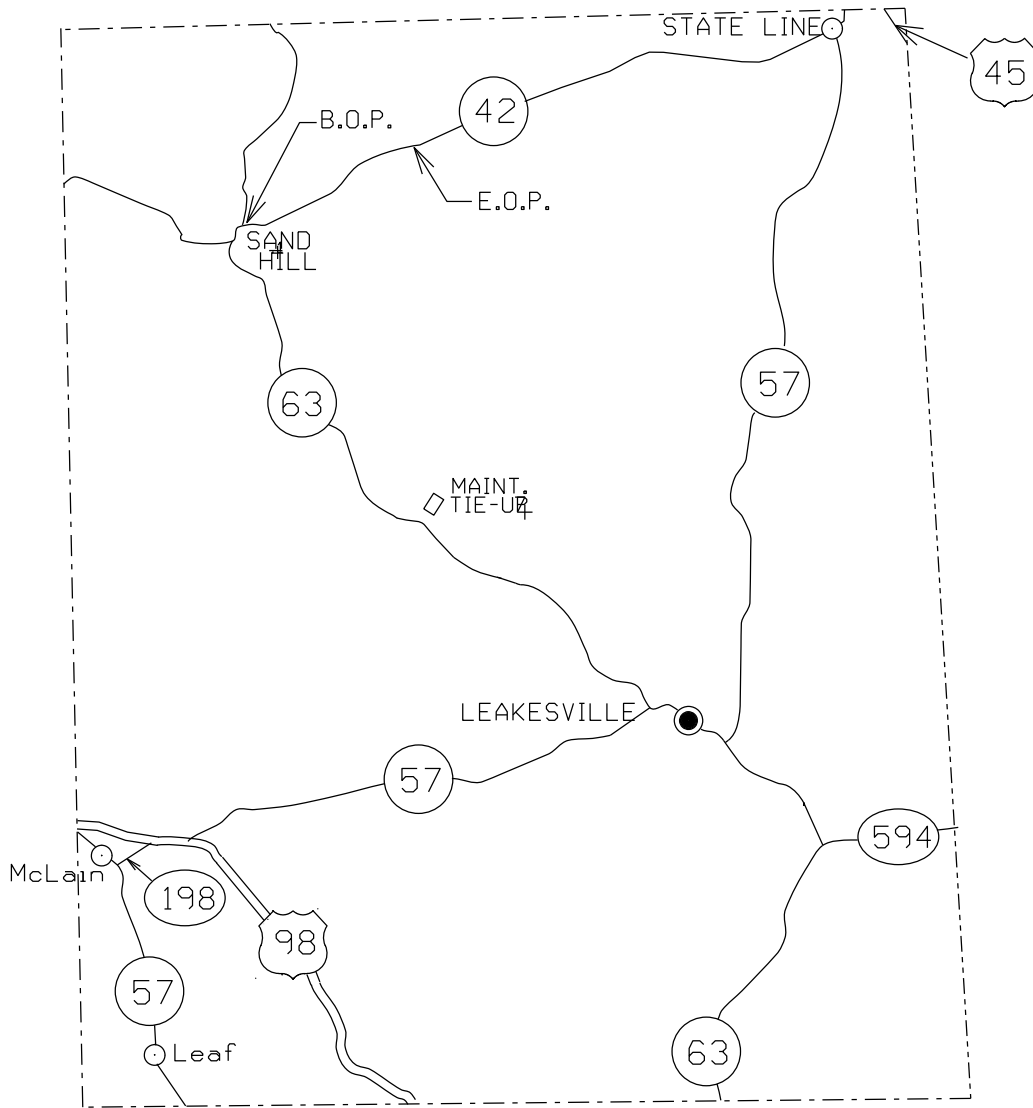 STATE LINE
45
42
B.O.P.
E.O.P.
SAND
HILL
57
63
MAINT.
TIE-UP
LEAKESVILLE
57
594
McLain
198
98
57
Leaf
63